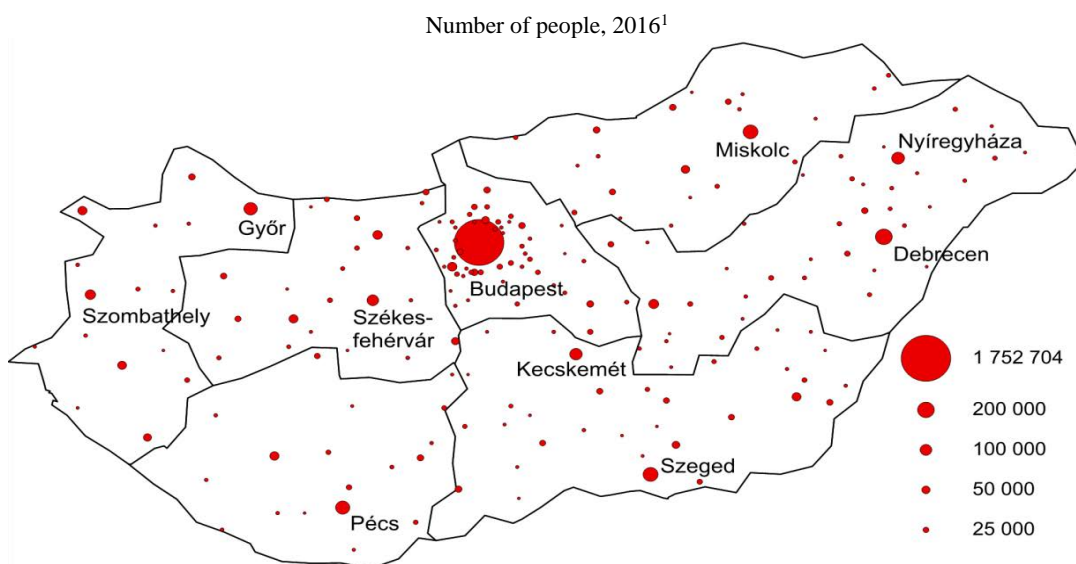 Number of people, 2016¹
Miskolc
Nyíregyháza
Győr
Debrecen
Budapest
Szombathely
Székes-
fehérvár
Kecskemét
Szeged
Pécs
1 752 704
200 000
100 000
50 000
25 000